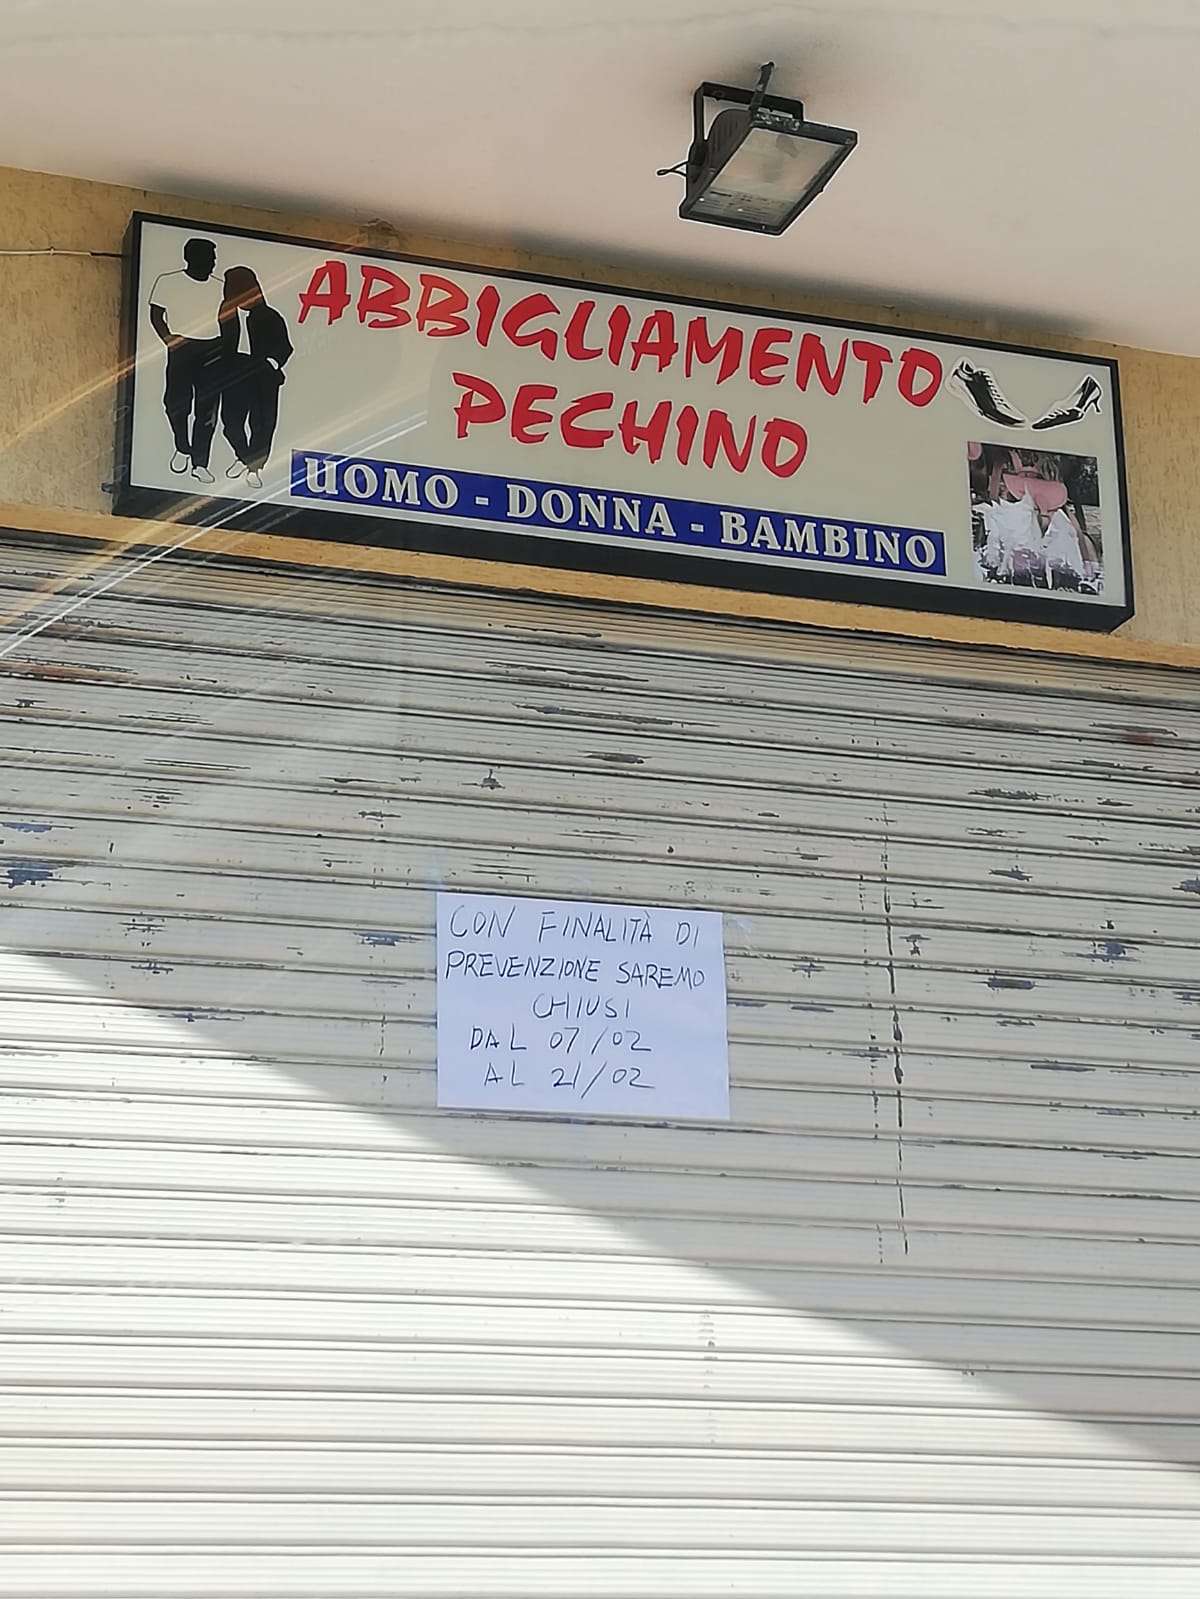 ABBIGLIAMENTO
PECHINO
UOMO - DONNA - BAMBINO
CON FINALITÀ DI
PREVENZIONE SAREMO
CHIUSI
DAL 07/02
AL 21/02